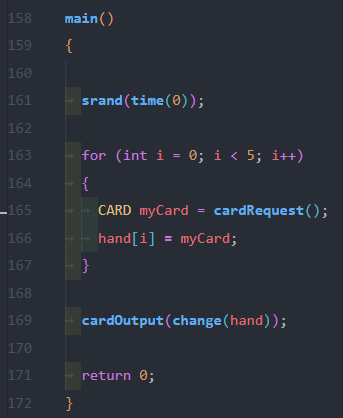 158 main()
159 {
160
161 srand(time(0));
162
163 for (int i = 0; i < 5; i++)
164 {
165 CARD myCard = cardRequest();
166 hand[i] = myCard;
167 }
168
169 cardOutput(change(hand));
170
171 return 0;
172 }